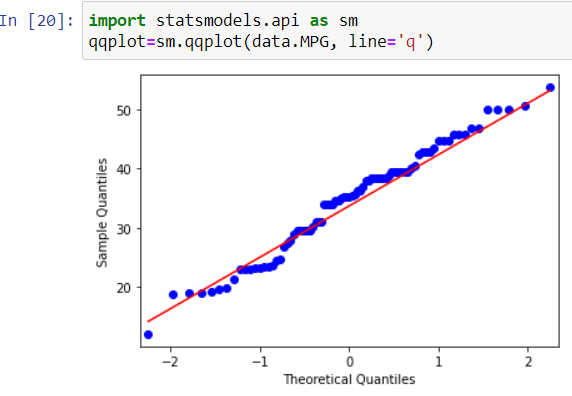 In [20]: import statsmodels.api as sm
qqplot=sm.qqplot(data.MPG, line='q')
50
40
30
20
Sample Quantiles
−2 −1 0 1 2
Theoretical Quantiles